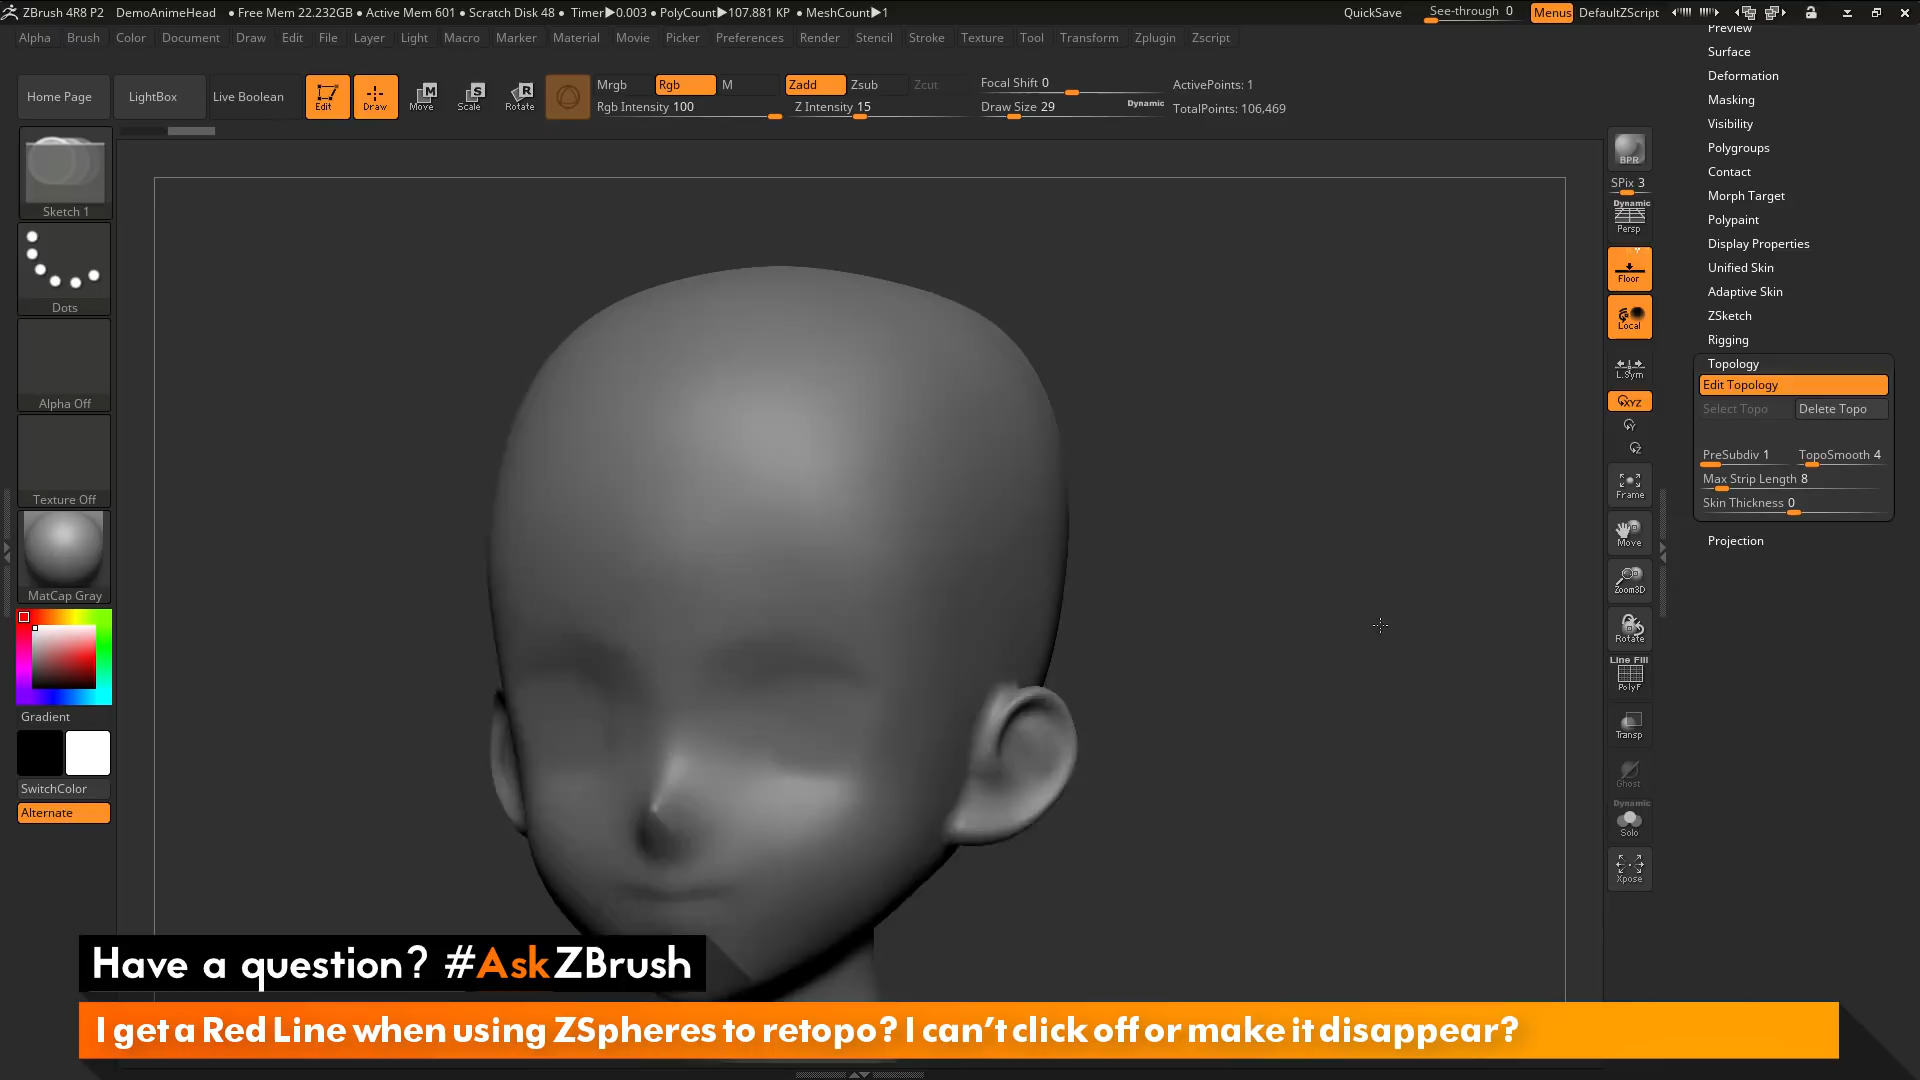 ZBrush 4R8 P2 DemoAnimeHead • Free Mem 22.232GB • Active Mem 601 • Scratch Disk 48 • Timer▶0.003 • PolyCount▶107.881 KP • MeshCount▶1 QuickSave See-through 0 Menus DefaultZScript
Alpha Brush Color Document Draw Edit File Layer Light Macro Marker Material Movie Picker Preferences Render Stencil Stroke Texture Tool Transform Zplugin Zscript
Home Page LightBox Live Boolean Edit Draw Move Scale Rotate
Mrgb Rgb M Zadd Zsub Zcut Focal Shift 0 ActivePoints: 1
Rgb Intensity 100 Z Intensity 15 Draw Size 29 Dynamic TotalPoints: 106,469
Sketch 1
Dots
Alpha Off
Texture Off
MatCap Gray
Gradient
SwitchColor
Alternate
BPR
SPix 3
Dynamic
Persp
Floor
Local
L.Sym
XYZ
Y
Z
Frame
Move
Zoom3D
Rotate
Line Fill
PolyF
Transp
Ghost
Dynamic
Solo
Xpose
Preview
Surface
Deformation
Masking
Visibility
Polygroups
Contact
Morph Target
Polypaint
Display Properties
Unified Skin
Adaptive Skin
ZSketch
Rigging
Topology
Edit Topology
Select Topo Delete Topo
PreSubdiv 1 TopoSmooth 4
Max Strip Length 8
Skin Thickness 0
Projection
Have a question? #AskZBrush
I get a Red Line when using ZSpheres to retopo? I can't click off or make it disappear?